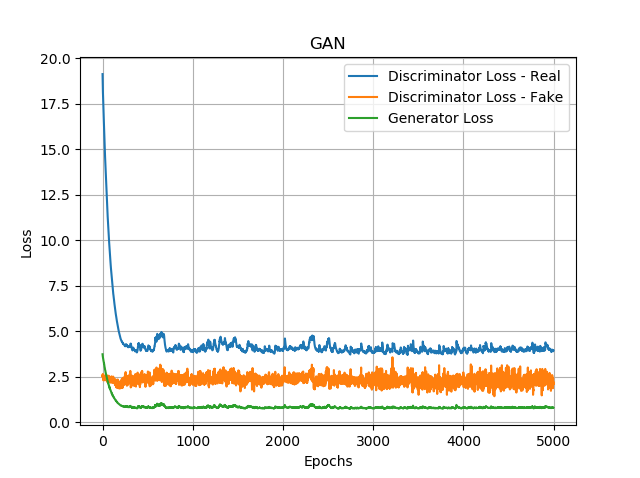 GAN
20.0
17.5
15.0
12.5
10.0
7.5
5.0
2.5
0.0
Loss
Discriminator Loss - Real
Discriminator Loss - Fake
Generator Loss
0 1000 2000 3000 4000 5000
Epochs